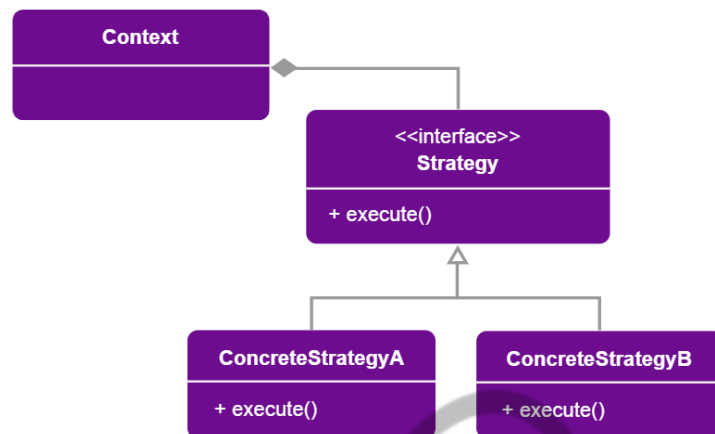 Context
<<interface>>
Strategy
+ execute()
ConcreteStrategyA
+ execute()
ConcreteStrategyB
+ execute()